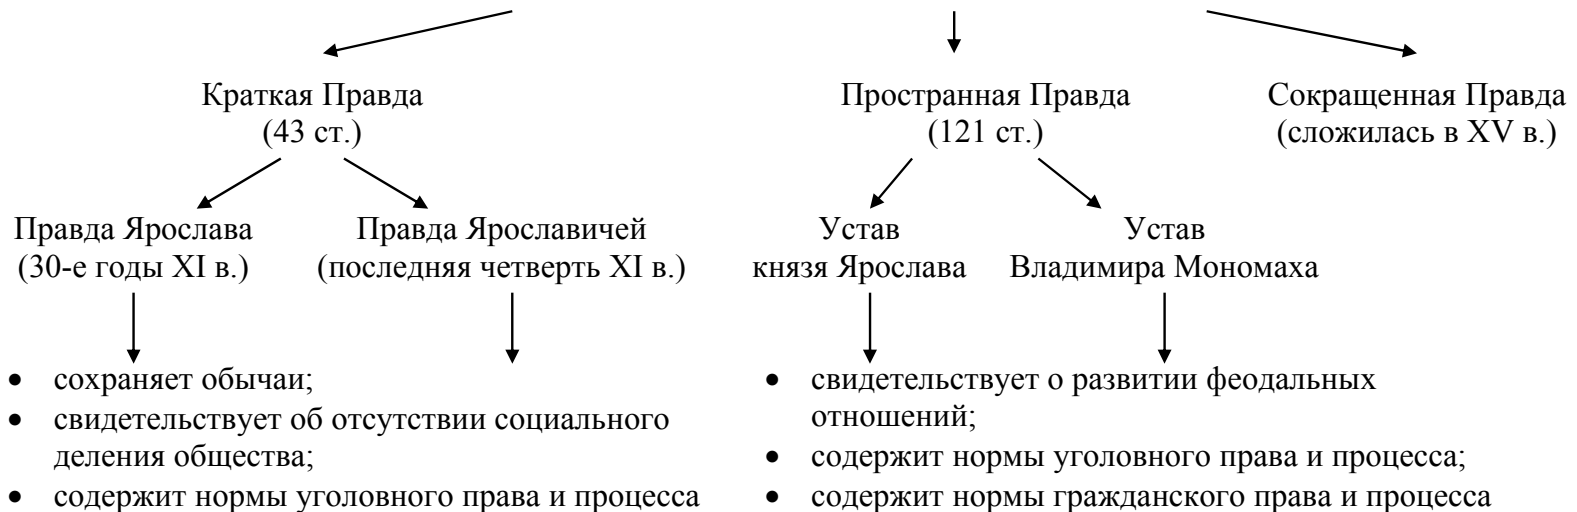 Краткая Правда
(43 ст.)
Пространная Правда
(121 ст.)
Сокращенная Правда
(сложилась в XV в.)
Правда Ярослава
(30-е годы XI в.)
Правда Ярославичей
(последняя четверть XI в.)
Устав
князя Ярослава
Устав
Владимира Мономаха
• сохраняет обычаи;
• свидетельствует об отсутствии социального
деления общества;
• содержит нормы уголовного права и процесса
• свидетельствует о развитии феодальных
отношений;
• содержит нормы уголовного права и процесса;
• содержит нормы гражданского права и процесса